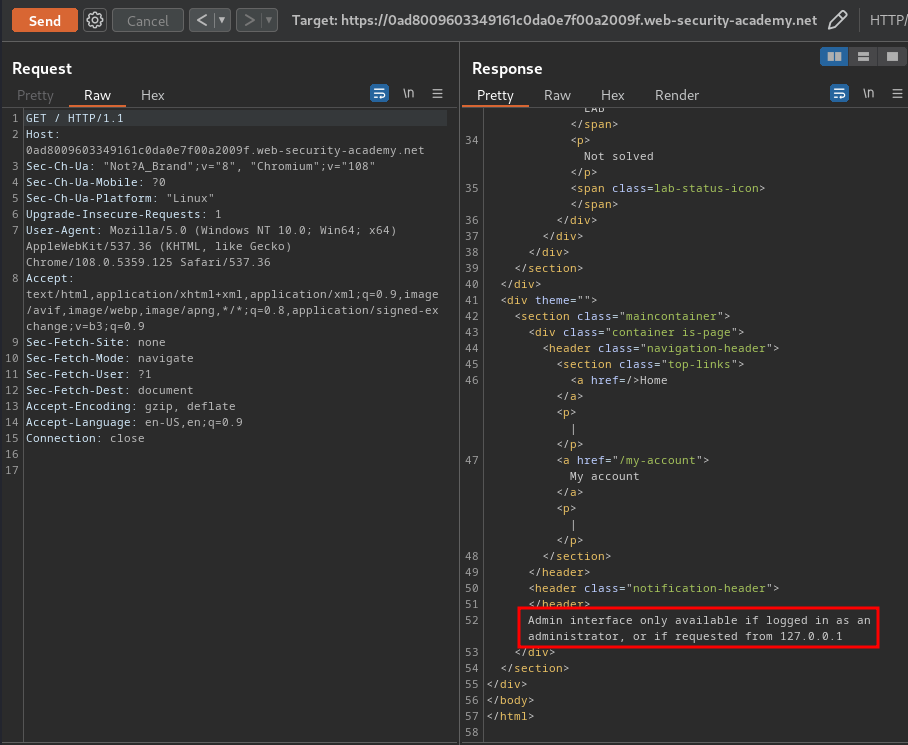 Send
Cancel
<
▼
>
▼
Target: https://0ad8009603349161c0da0e7f00a2009f.web-security-academy.net
HTTP/
Request
Pretty
Raw
Hex
\n
1 GET / HTTP/1.1
2 Host:
0ad8009603349161c0da0e7f00a2009f.web-security-academy.net
3 Sec-Ch-Ua: "Not?A_Brand";v="8", "Chromium";v="108"
4 Sec-Ch-Ua-Mobile: ?0
5 Sec-Ch-Ua-Platform: "Linux"
6 Upgrade-Insecure-Requests: 1
7 User-Agent: Mozilla/5.0 (Windows NT 10.0; Win64; x64)
AppleWebKit/537.36 (KHTML, like Gecko)
Chrome/108.0.5359.125 Safari/537.36
8 Accept:
text/html,application/xhtml+xml,application/xml;q=0.9,image
/avif,image/webp,image/apng,*/*;q=0.8,application/signed-ex
change;v=b3;q=0.9
9 Sec-Fetch-Site: none
10 Sec-Fetch-Mode: navigate
11 Sec-Fetch-User: ?1
12 Sec-Fetch-Dest: document
13 Accept-Encoding: gzip, deflate
14 Accept-Language: en-US,en;q=0.9
15 Connection: close
16
17
Response
Pretty
Raw
Hex
Render
\n
LAB
</span>
34 <p>
Not solved
</p>
35 <span class=lab-status-icon>
</span>
36 </div>
37 </div>
38 </div>
39 </section>
40 </div>
41 <div theme="">
42 <section class="maincontainer">
43 <div class="container is-page">
44 <header class="navigation-header">
45 <section class="top-links">
46 <a href=/>Home
</a>
<p>
|
</p>
47 <a href="/my-account">
My account
</a>
<p>
|
</p>
48 </section>
49 </header>
50 <header class="notification-header">
51 </header>
52 Admin interface only available if logged in as an
administrator, or if requested from 127.0.0.1
53 </div>
54 </section>
55 </div>
56 </body>
57 </html>
58